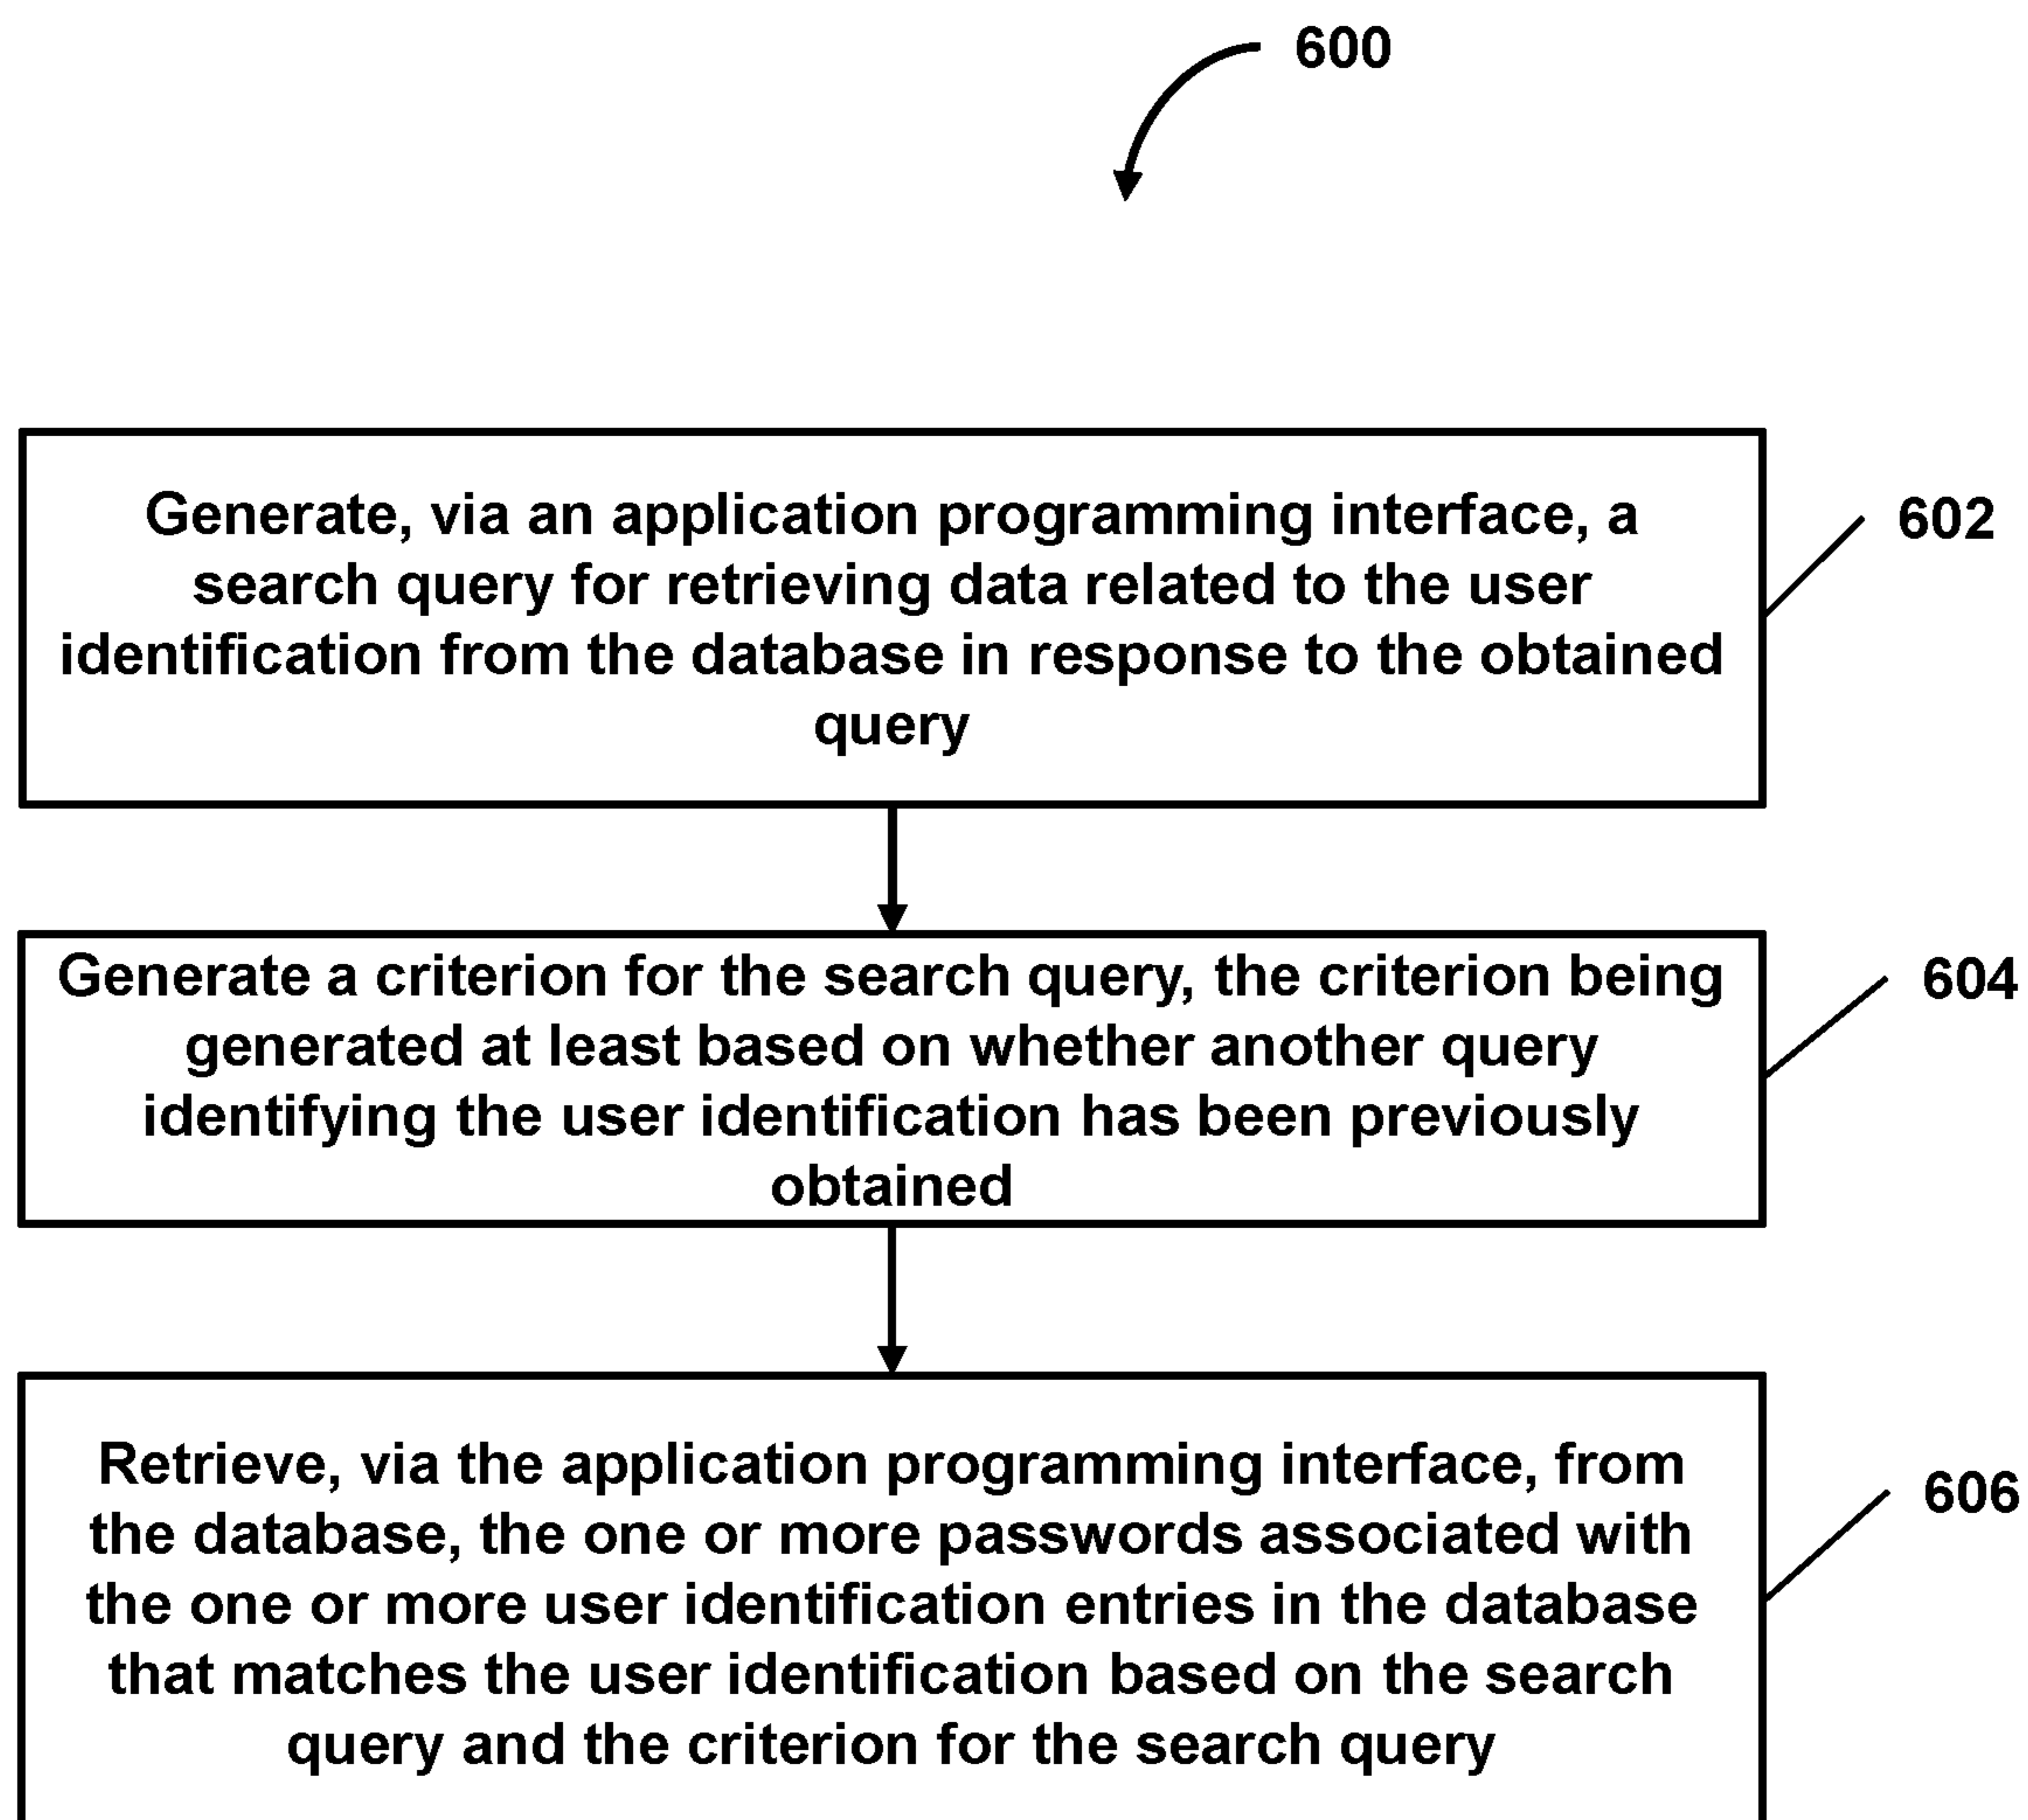 600
Generate, via an application programming interface, a
search query for retrieving data related to the user
identification from the database in response to the obtained
query
602
Generate a criterion for the search query, the criterion being
generated at least based on whether another query
identifying the user identification has been previously
obtained
604
Retrieve, via the application programming interface, from
the database, the one or more passwords associated with
the one or more user identification entries in the database
that matches the user identification based on the search
query and the criterion for the search query
606